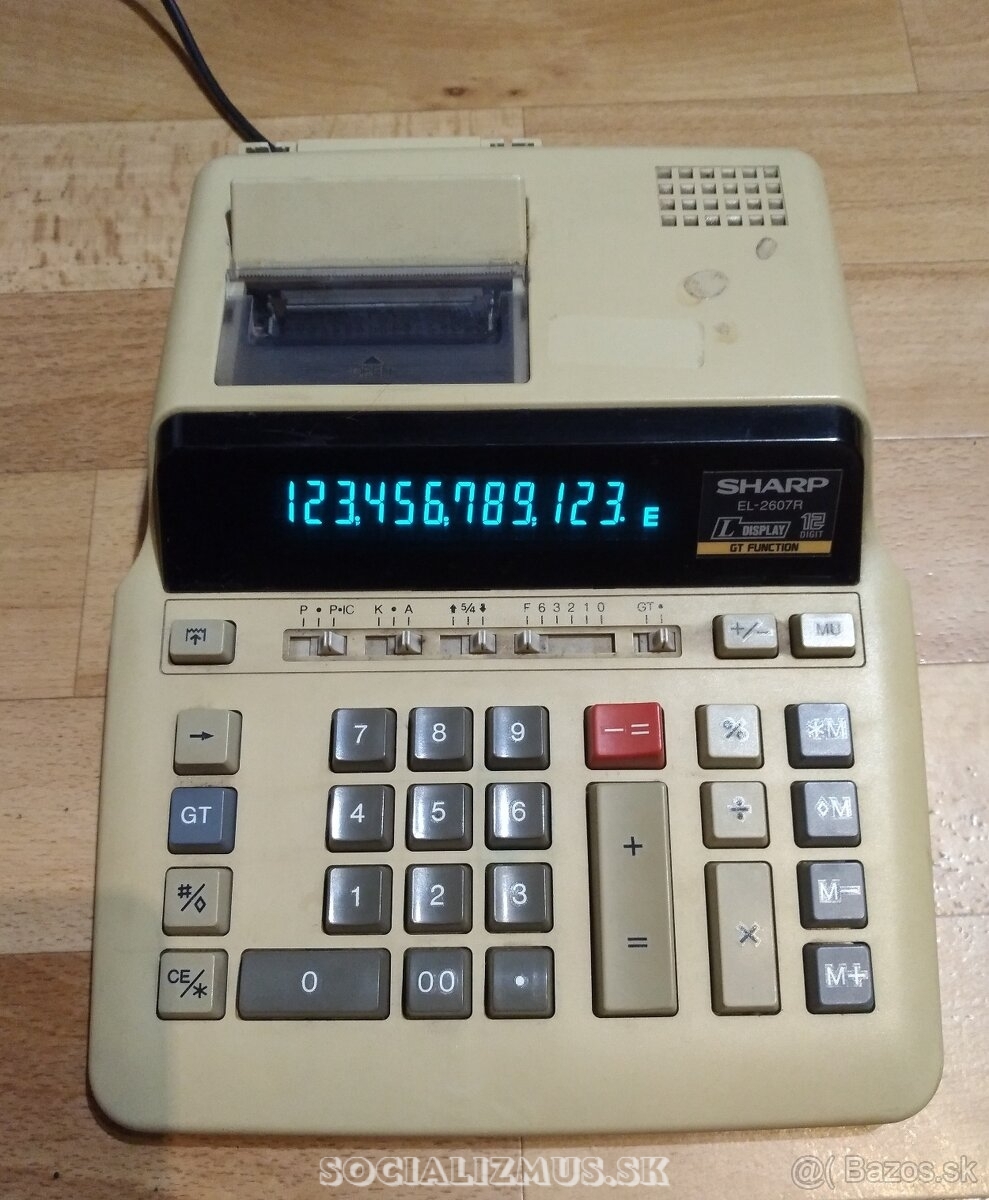 OPEN
123,456,789,123. E
SHARP
EL-2607R
L DISPLAY 12 DIGIT
GT FUNCTION
P • P•IC K • A ⬆ 5/4 ⬇ F 6 3 2 1 0 GT •
+/− MU
→ 7 8 9 − = % ✳M
GT 4 5 6 ÷ ◊M
+
#/◊ 1 2 3 M−
= ×
CE/✳ 0 00 • M+
SOCIALIZMUS.SK
@( Bazos.sk